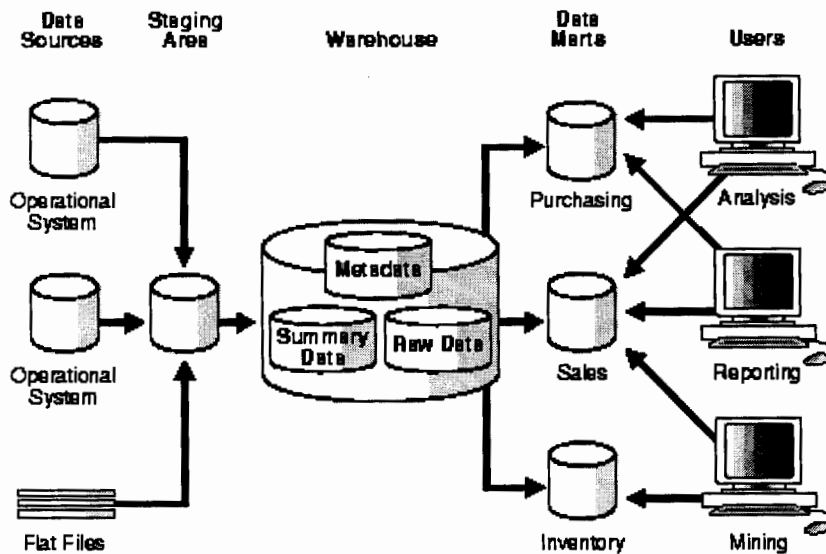 Data
Sources
Staging
Area
Warehouse
Data
Marts
Users
Operational
System
Purchasing
Analysis
Metadata
Summary
Data
Raw Data
Operational
System
Sales
Reporting
Flat Files
Inventory
Mining